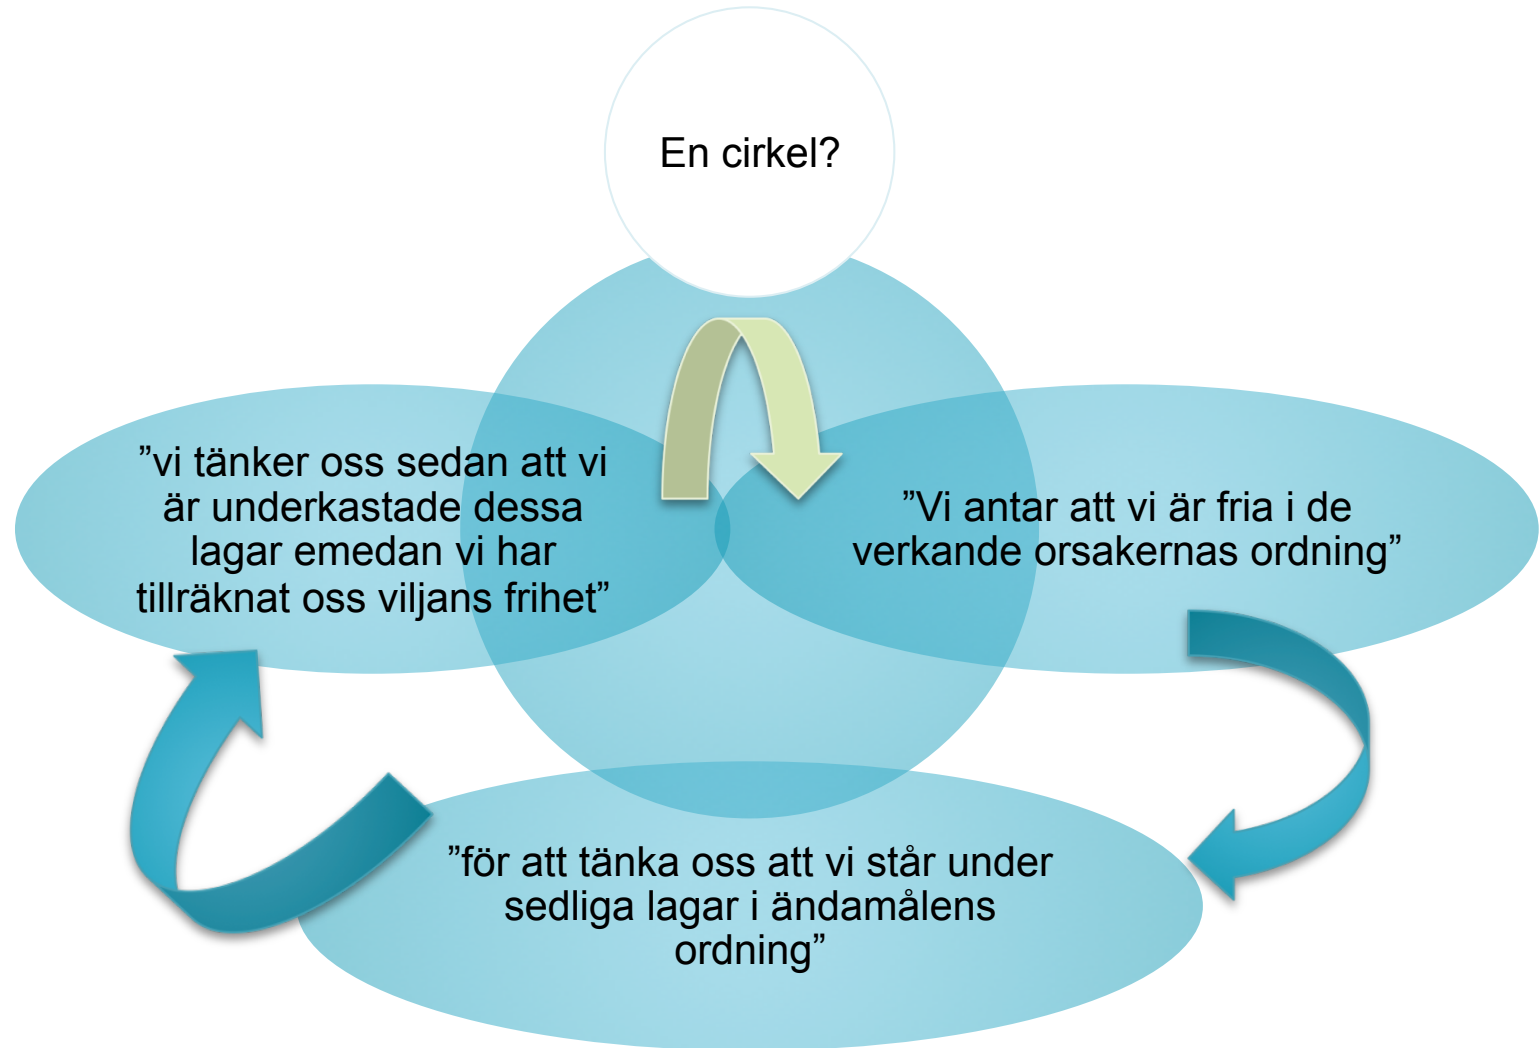 En cirkel?
”vi tänker oss sedan att vi
är underkastade dessa
lagar emedan vi har
tillräknat oss viljans frihet”
”Vi antar att vi är fria i de
verkande orsakernas ordning”
”för att tänka oss att vi står under
sedliga lagar i ändamålens
ordning”